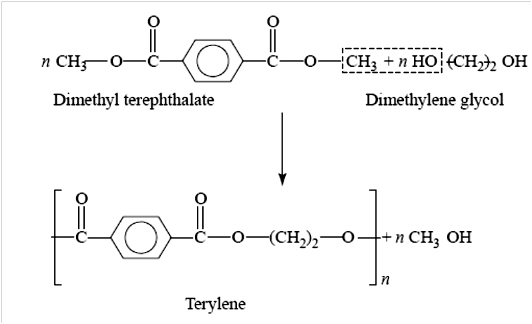 O O
n CH3—O—C—C—O—CH3 + n HO—(CH2)2 OH
Dimethyl terephthalate Dimethylene glycol
O O
C—C—O—(CH2)2—O + n CH3 OH
n
Terylene